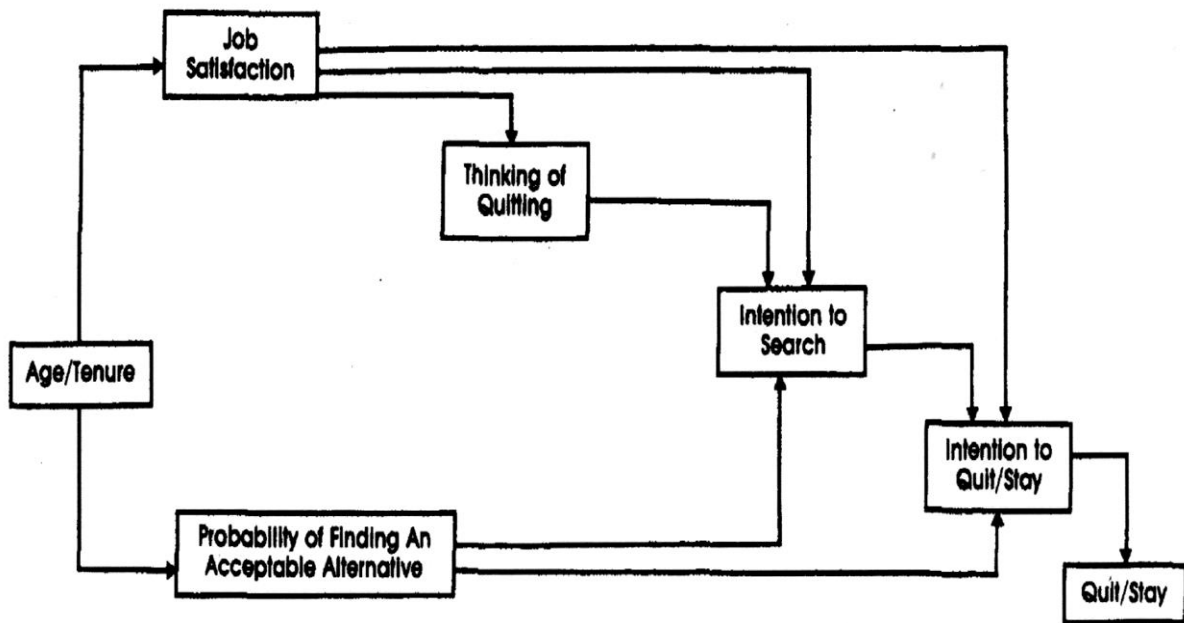 Job
Satisfaction
Thinking of
Quitting
Intention to
Search
Age/Tenure
Intention to
Quit/Stay
Probability of Finding An
Acceptable Alternative
Quit/Stay